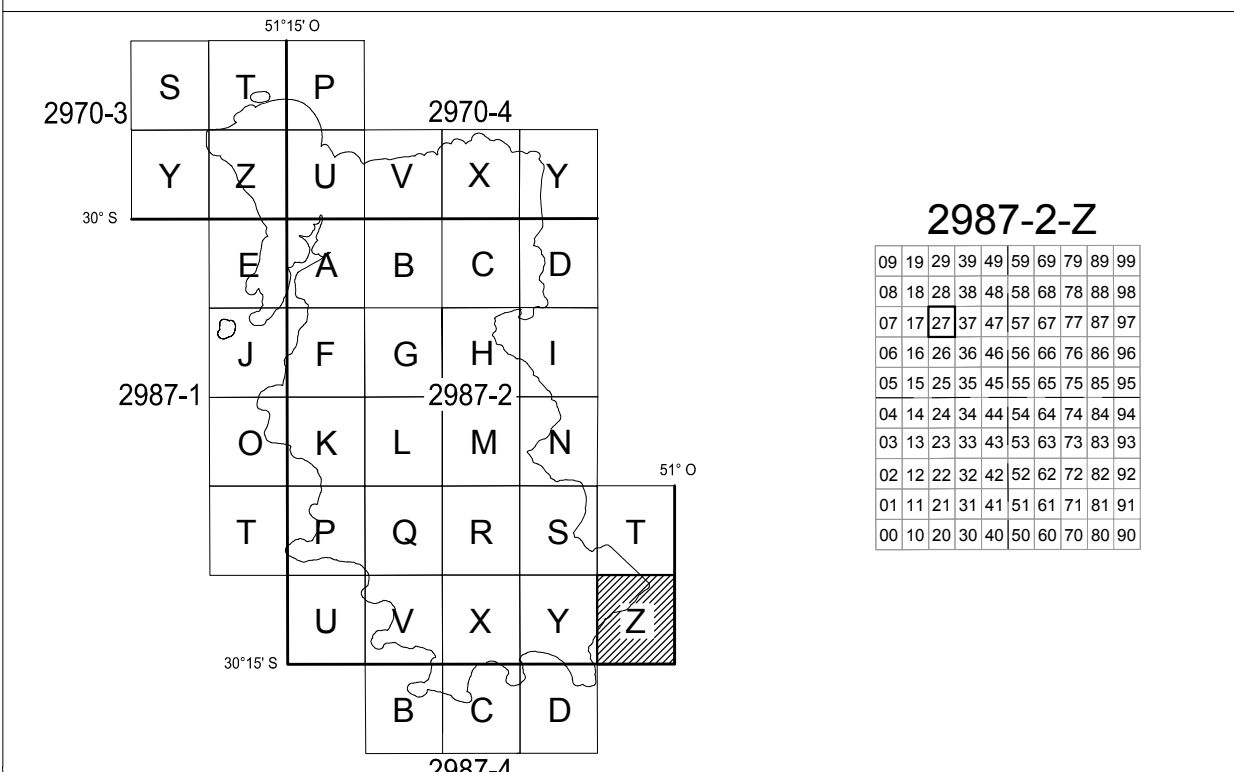 51°15' O
S T P
2970-3 2970-4
Y Z U V X Y
30° S
E A B C D
J F G H I
2987-1 2987-2
O K L M N
51° O
T P Q R S T
U V X Y Z
30°15' S
B C D
2987-4
2987-2-Z
09 19 29 39 49 59 69 79 89 99
08 18 28 38 48 58 68 78 88 98
07 17 27 37 47 57 67 77 87 97
06 16 26 36 46 56 66 76 86 96
05 15 25 35 45 55 65 75 85 95
04 14 24 34 44 54 64 74 84 94
03 13 23 33 43 53 63 73 83 93
02 12 22 32 42 52 62 72 82 92
01 11 21 31 41 51 61 71 81 91
00 10 20 30 40 50 60 70 80 90